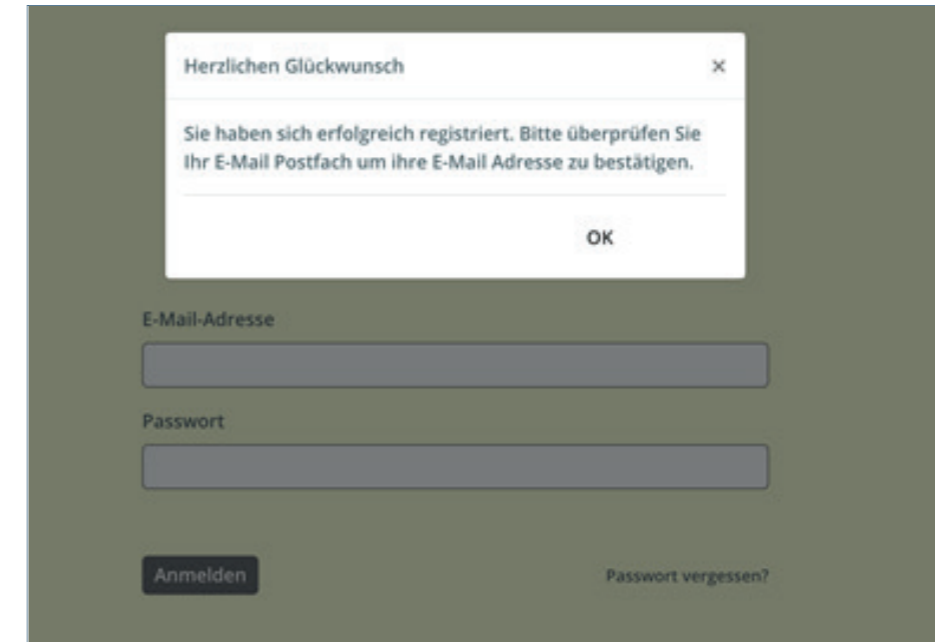 Herzlichen Glückwunsch ×
Sie haben sich erfolgreich registriert. Bitte überprüfen Sie
Ihr E-Mail Postfach um ihre E-Mail Adresse zu bestätigen.
OK
E-Mail-Adresse
Passwort
Anmelden Passwort vergessen?